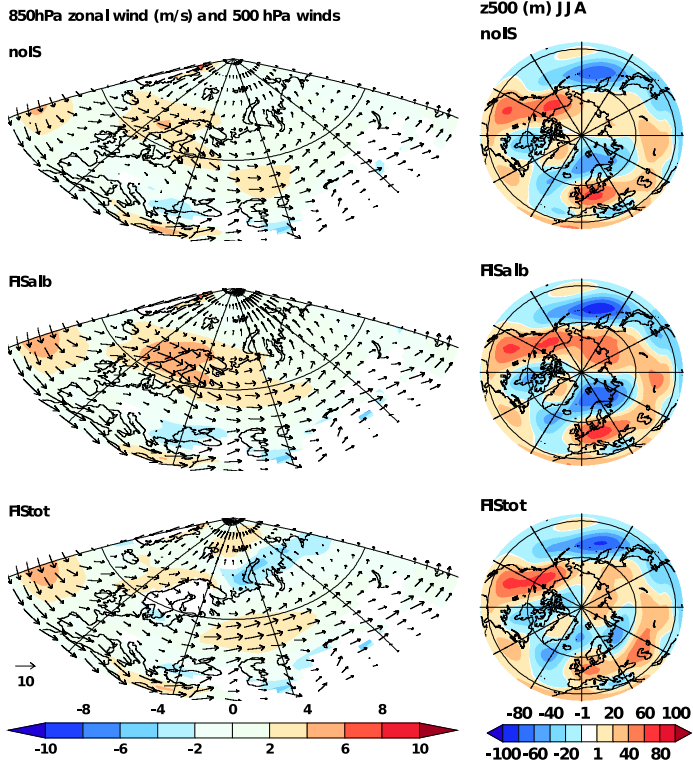 850hPa zonal wind (m/s) and 500 hPa winds
noIS
z500 (m) JJA
noIS
FISalb
FISalb
FIStot
FIStot
10
-8 -4 0 4 8
-10 -6 -2 2 6 10
-80 -40 -1 20 60 100
-100 -60 -20 1 40 80